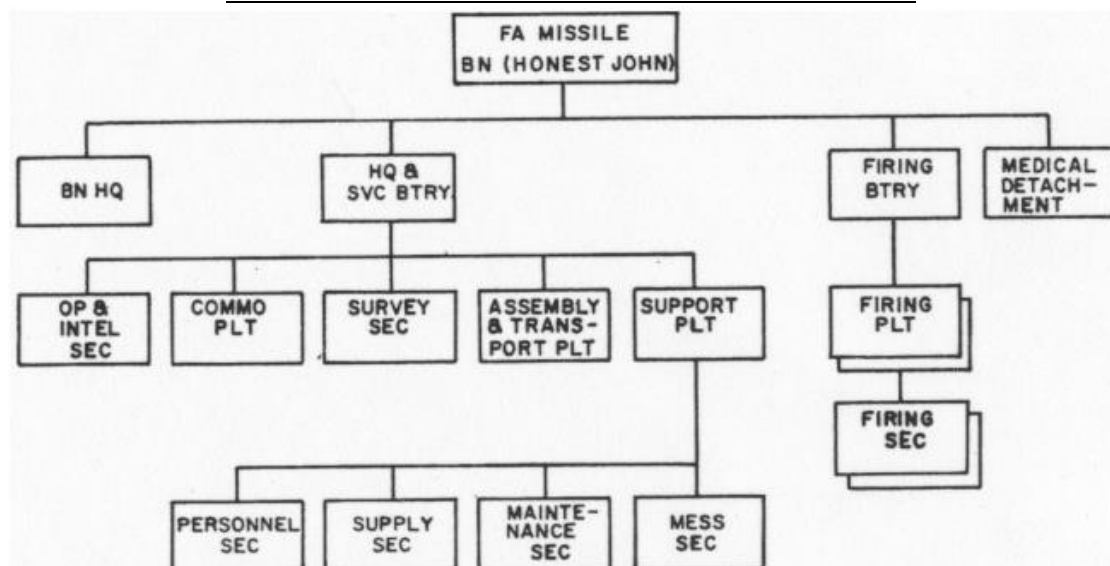 FA MISSILE
BN (HONEST JOHN)
BN HQ
HQ &
SVC BTRY.
FIRING
BTRY
MEDICAL
DETACH-
MENT
OP &
INTEL
SEC
COMMO
PLT
SURVEY
SEC
ASSEMBLY
& TRANS-
PORT PLT
SUPPORT
PLT
FIRING
PLT
FIRING
SEC
PERSONNEL
SEC
SUPPLY
SEC
MAINTE-
NANCE
SEC
MESS
SEC